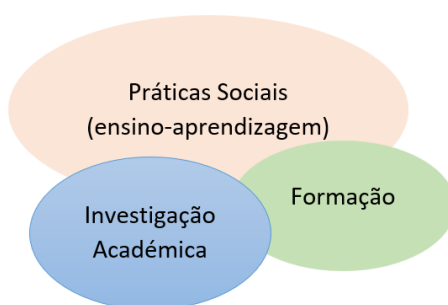 Práticas Sociais
(ensino-aprendizagem)
Formação
Investigação
Académica